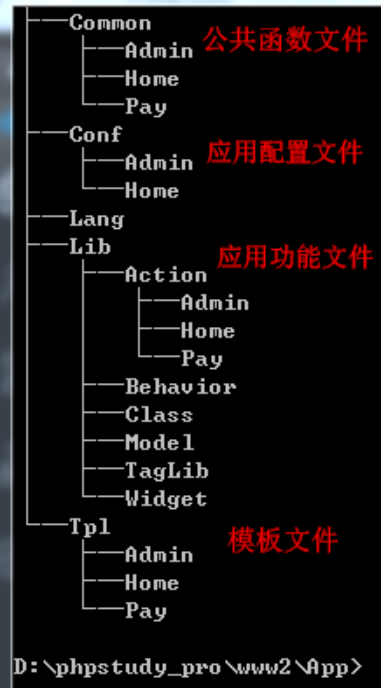 Common 公共函数文件
Admin
Home
Pay
Conf
Admin 应用配置文件
Home
Lang
Lib 应用功能文件
Action
Admin
Home
Pay
Behavior
Class
Model
TagLib
Widget
Tpl 模板文件
Admin
Home
Pay
D:\phpstudy_pro\www2\App>